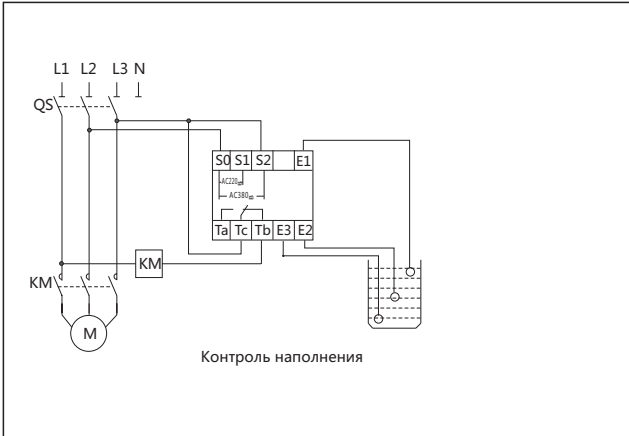 L1 L2 L3 N
QS
S0 S1 S2 E1
AC220
AC380
Ta Tc Tb E3 E2
KM
KM
M
Контроль наполнения